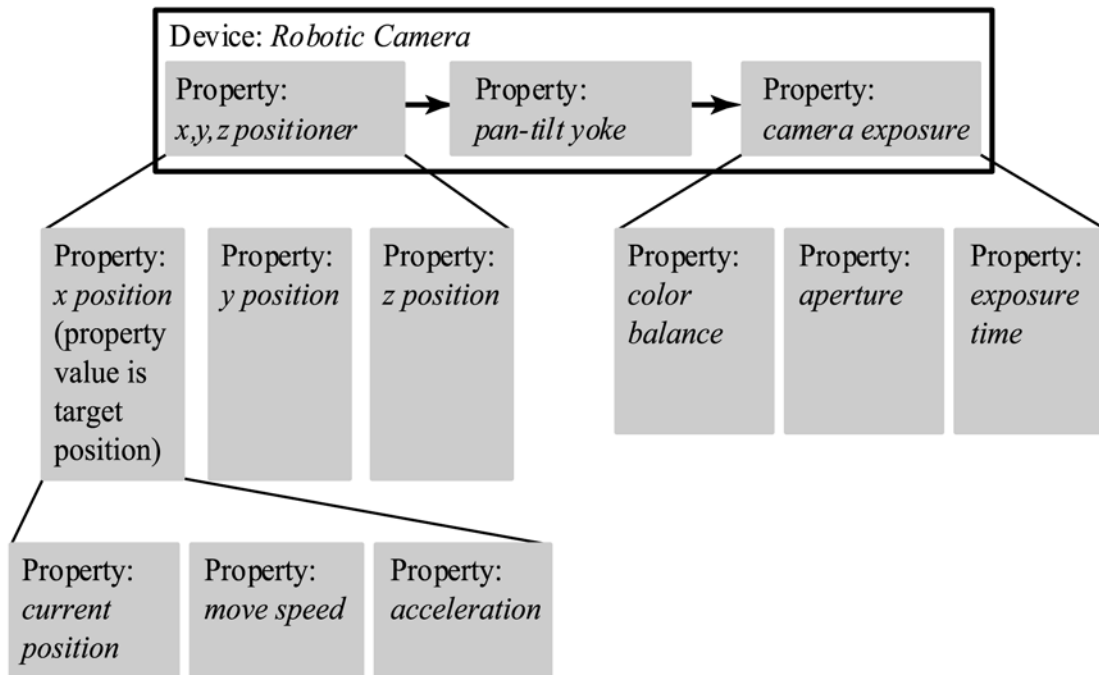 Device: Robotic Camera
Property:
x,y,z positioner
Property:
pan-tilt yoke
Property:
camera exposure
Property:
x position
(property
value is
target
position)
Property:
y position
Property:
z position
Property:
color
balance
Property:
aperture
Property:
exposure
time
Property:
current
position
Property:
move speed
Property:
acceleration